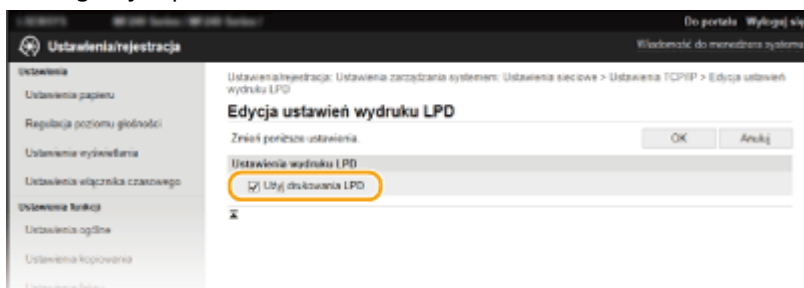 Do portalu Wyloguj się
Ustawienia/rejestracja
Wiadomość do menedżera systemu
Ustawienia
Ustawienia papieru
Regulacja poziomu głośności
Ustawienia wyświetlania
Ustawienia włącznika czasowego
Ustawienia funkcji
Ustawienia ogólne
Ustawienia kopiowania
Ustawienia/rejestracja: Ustawienia zarządzania systemem: Ustawienia sieciowe > Ustawienia TCP/IP > Edycja ustawień
wydruku LPD
Edycja ustawień wydruku LPD
Zmień poniższe ustawienia.
OK Anuluj
Ustawienia wydruku LPD
Użyj drukowania LPD